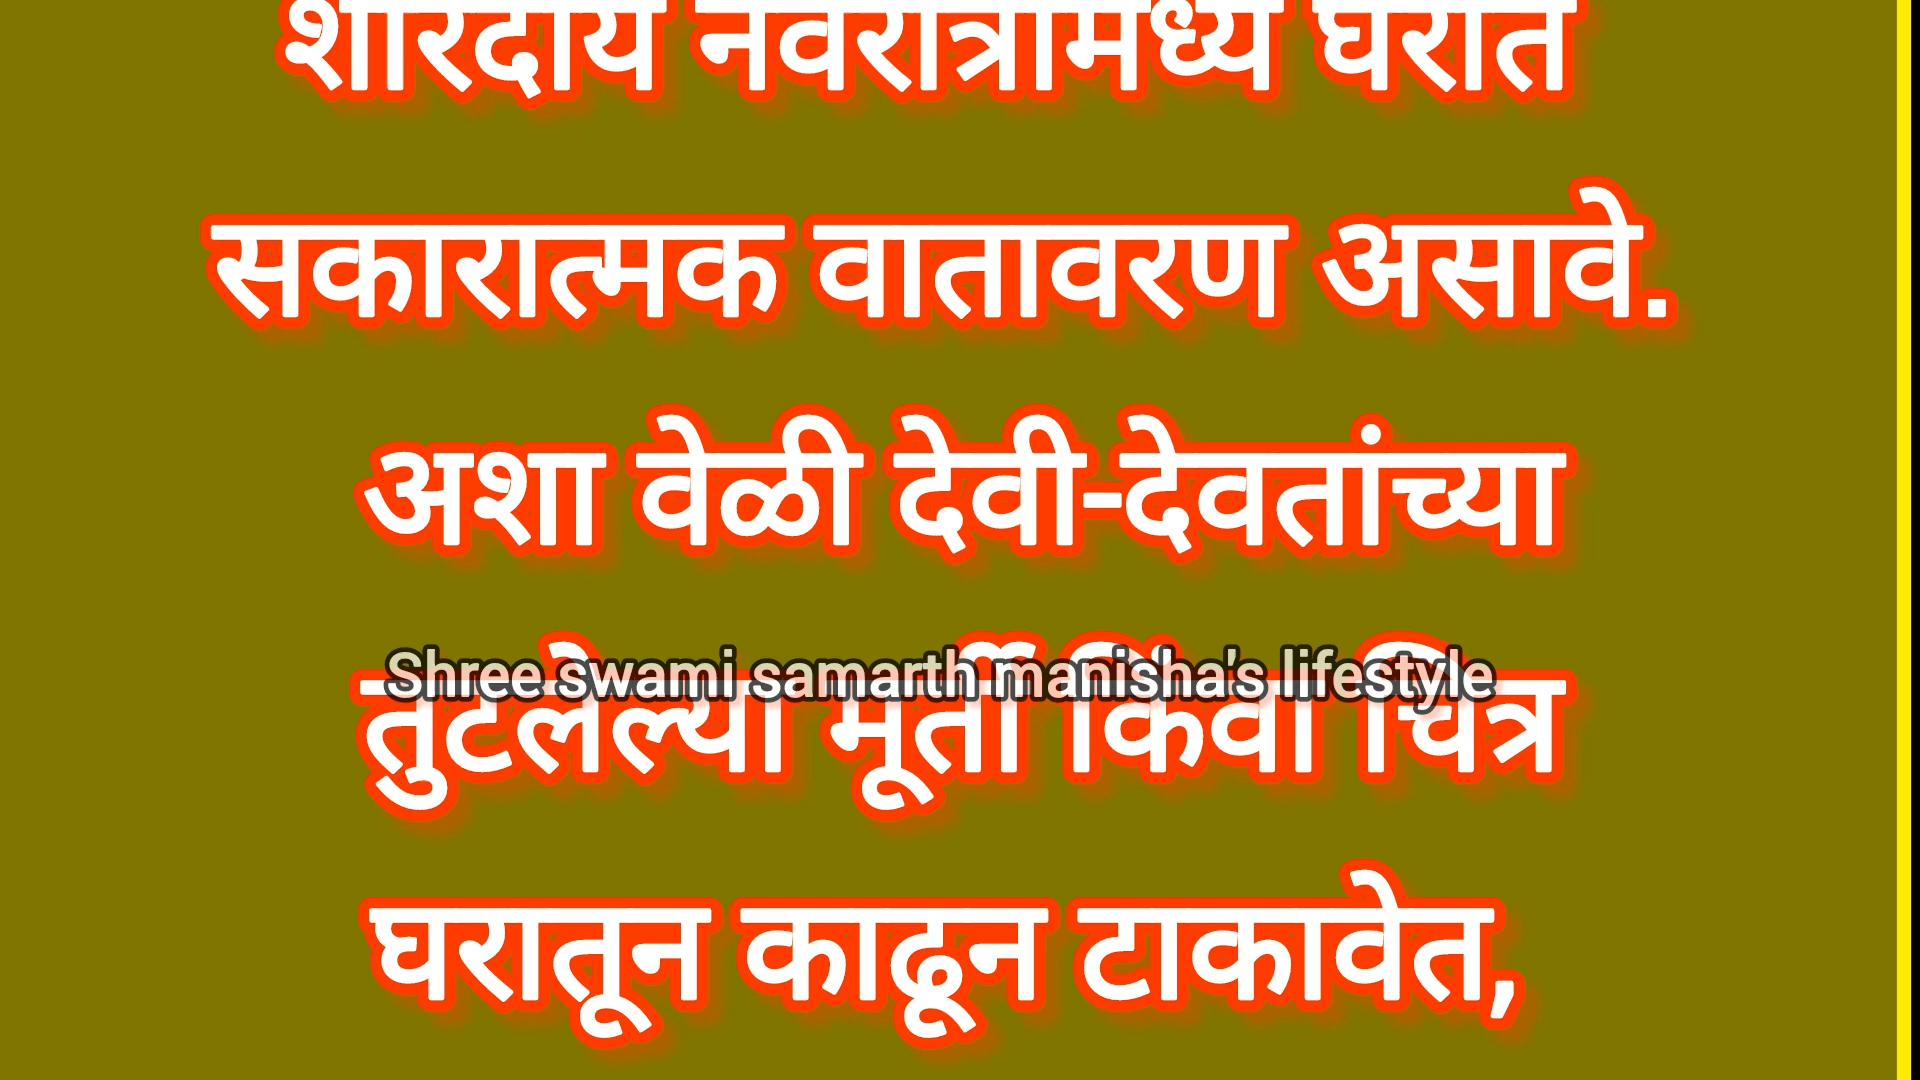 शारदीय नवरात्रीमध्ये घरात
सकारात्मक वातावरण असावे.
अशा वेळी देवी-देवतांच्या
तुटलेल्या मूर्ती किंवा चित्र
Shree swami samarth manisha's lifestyle
घरातून काढून टाकावेत,